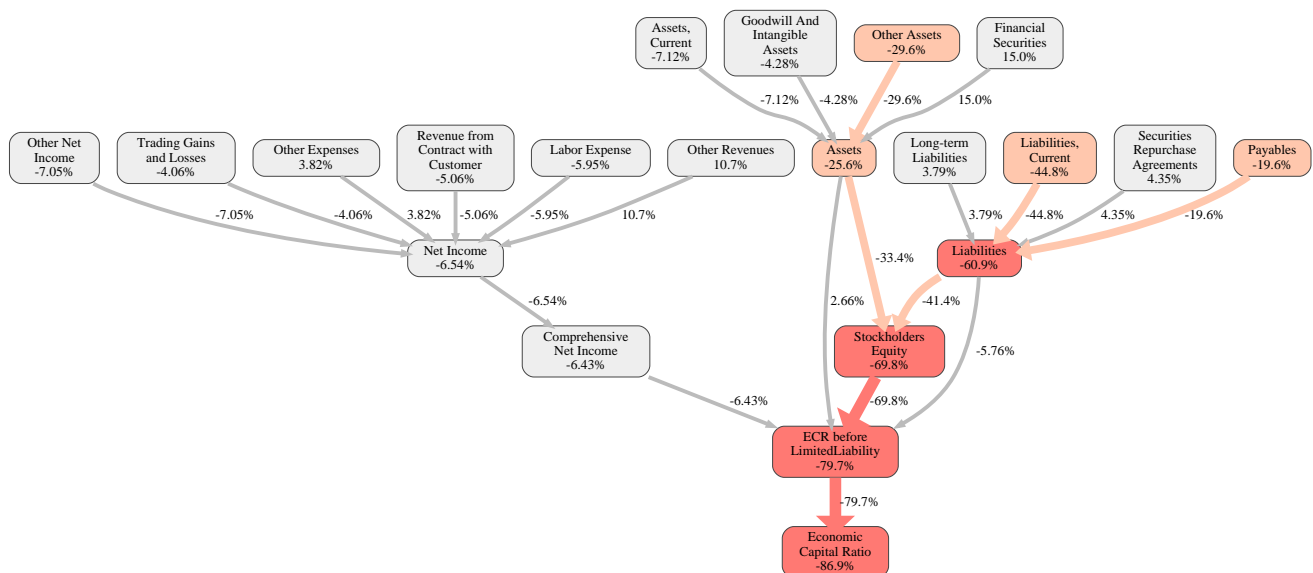 Assets,
Current
-7.12%
Goodwill And
Intangible
Assets
-4.28%
Other Assets
-29.6%
Financial
Securities
15.0%
-7.12%
-4.28%
-29.6%
15.0%
Other Net
Income
-7.05%
Trading Gains
and Losses
-4.06%
Other Expenses
3.82%
Revenue from
Contract with
Customer
-5.06%
Labor Expense
-5.95%
Other Revenues
10.7%
Assets
-25.6%
Long-term
Liabilities
3.79%
Liabilities,
Current
-44.8%
Securities
Repurchase
Agreements
4.35%
Payables
-19.6%
-7.05%
-4.06%
3.82%
-5.06%
-5.95%
10.7%
3.79%
-44.8%
4.35%
-19.6%
Net Income
-6.54%
-33.4%
Liabilities
-60.9%
-6.54%
2.66%
-41.4%
Comprehensive
Net Income
-6.43%
Stockholders
Equity
-69.8%
-5.76%
-6.43%
-69.8%
ECR before
LimitedLiability
-79.7%
-79.7%
Economic
Capital Ratio
-86.9%